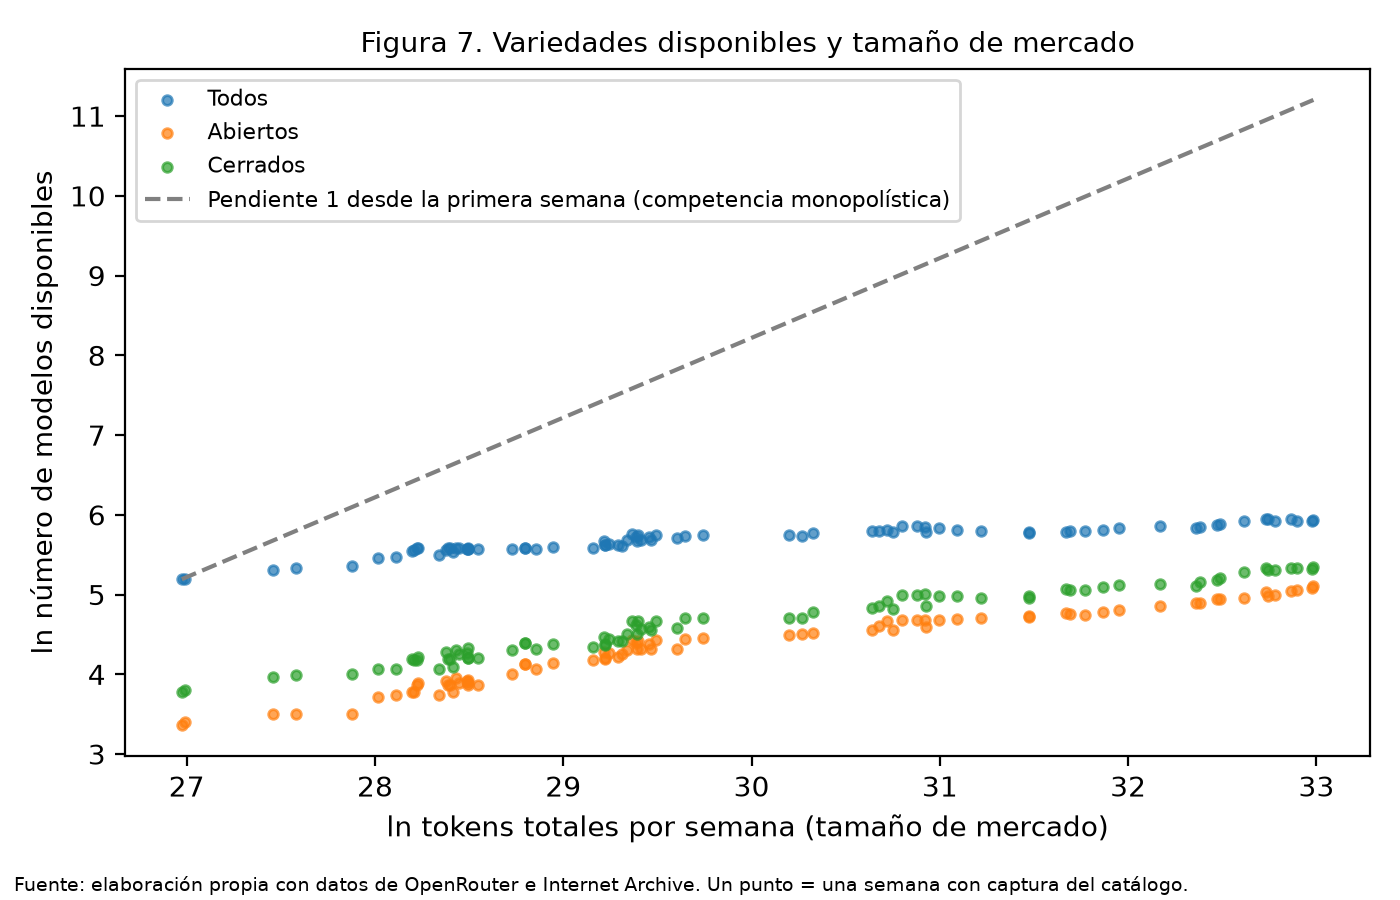 Figura 7. Variedades disponibles y tamaño de mercado
Todos
Abiertos
Cerrados
Pendiente 1 desde la primera semana (competencia monopolística)
ln número de modelos disponibles
11
10
9
8
7
6
5
4
3
27 28 29 30 31 32 33
ln tokens totales por semana (tamaño de mercado)
Fuente: elaboración propia con datos de OpenRouter e Internet Archive. Un punto = una semana con captura del catálogo.